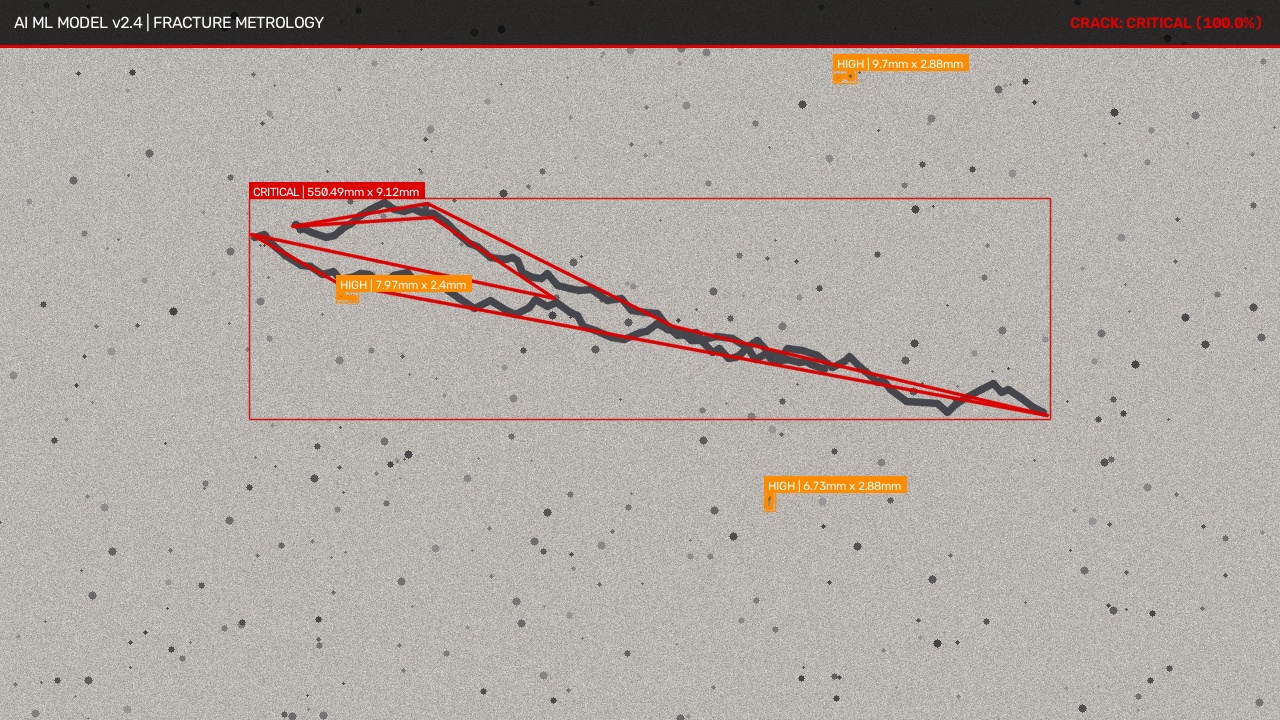 AI ML MODEL v2.4 | FRACTURE METROLOGY
CRACK: CRITICAL (100.0%)
HIGH | 9.7mm x 2.88mm
CRITICAL | 550.49mm x 9.12mm
HIGH | 7.97mm x 2.4mm
HIGH | 6.73mm x 2.88mm